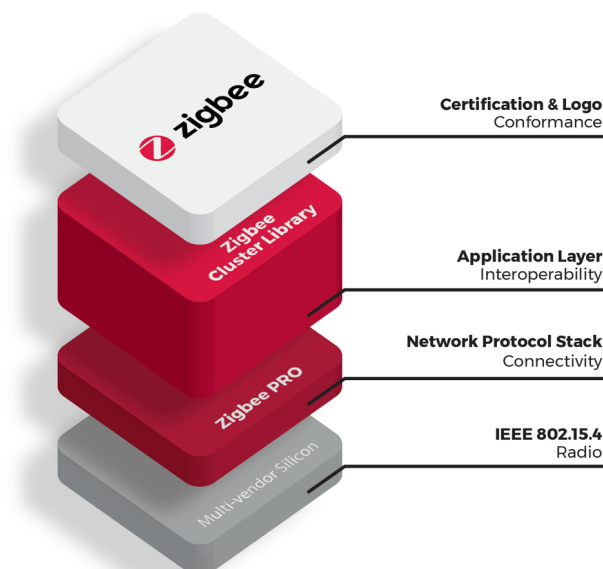 zigbee
Certification & Logo
Conformance
Zigbee
Cluster Library
Application Layer
Interoperability
Zigbee PRO
Network Protocol Stack
Connectivity
Multi-vendor Silicon
IEEE 802.15.4
Radio